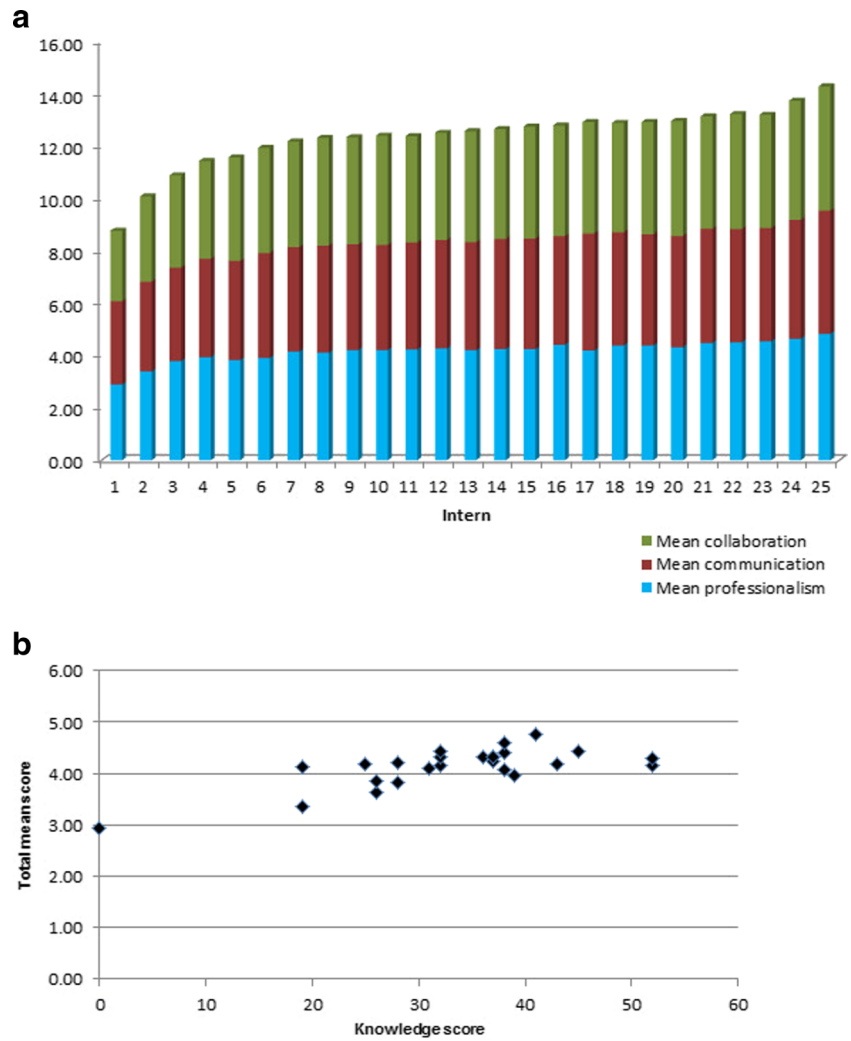 a
16.00
14.00
12.00
10.00
8.00
6.00
4.00
2.00
0.00
1 2 3 4 5 6 7 8 9 10 11 12 13 14 15 16 17 18 19 20 21 22 23 24 25
Intern
Mean collaboration
Mean communication
Mean professionalism
b
6.00
5.00
4.00
3.00
2.00
1.00
0.00
Total mean score
0 10 20 30 40 50 60
Knowledge score